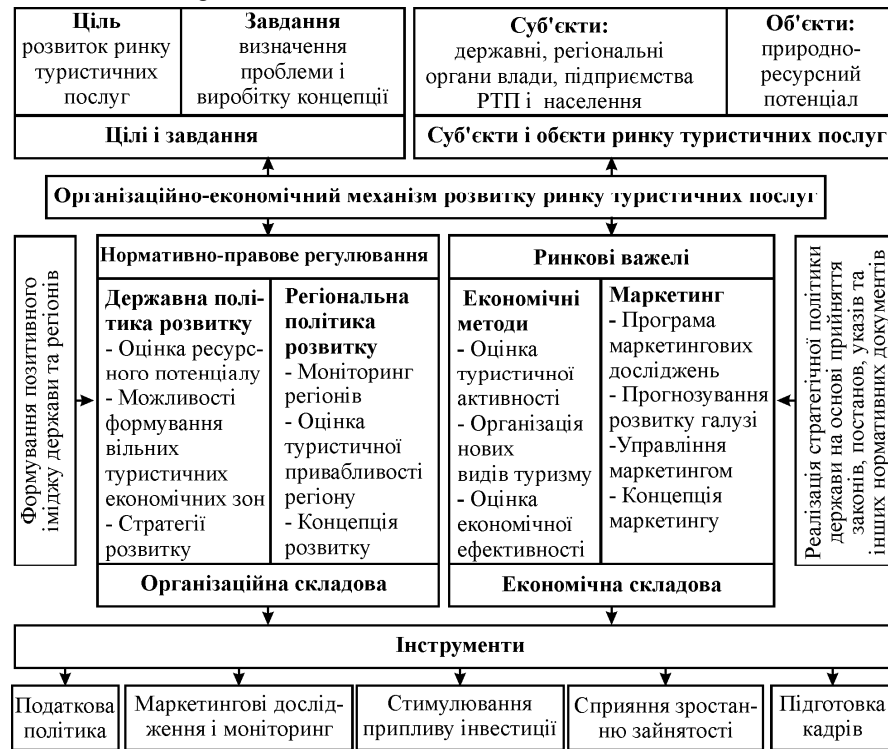 Ціль
розвиток ринку
туристичних
послуг
Завдання
визначення
проблеми і
виробітку концепції
Цілі і завдання
Суб'єкти:
державні, регіональні
органи влади, підприємства
РТП і населення
Об'єкти:
природно-
ресурсний
потенціал
Суб'єкти і обєкти ринку туристичних послуг
Організаційно-економічний механізм розвитку ринку туристичних послуг
Формування позитивного
іміджу держави та регіонів
Нормативно-правове регулювання
Державна полі-
тика розвитку
- Оцінка ресурс-
ного потенціалу
- Можливості
формування
вільних
туристичних
економічних зон
- Стратегії
розвитку
Регіональна
політика
розвитку
- Моніторинг
регіонів
- Оцінка
туристичної
привабливості
регіону
- Концепція
розвитку
Організаційна складова
Ринкові важелі
Економічні
методи
- Оцінка
туристичної
активності
- Організація
нових
видів туризму
- Оцінка
економічної
ефективності
Маркетинг
- Програма
маркетингових
досліджень
- Прогнозування
розвитку галузі
-Управління
маркетингом
- Концепція
маркетингу
Економічна складова
Реалізація стратегічної політики
держави на основі прийняття
законів, постанов, указів та
інших нормативних документів
Інструменти
Податкова
політика
Маркетингові дослід-
ження і моніторинг
Стимулювання
припливу інвестиції
Сприяння зростан-
ню зайнятості
Підготовка
кадрів